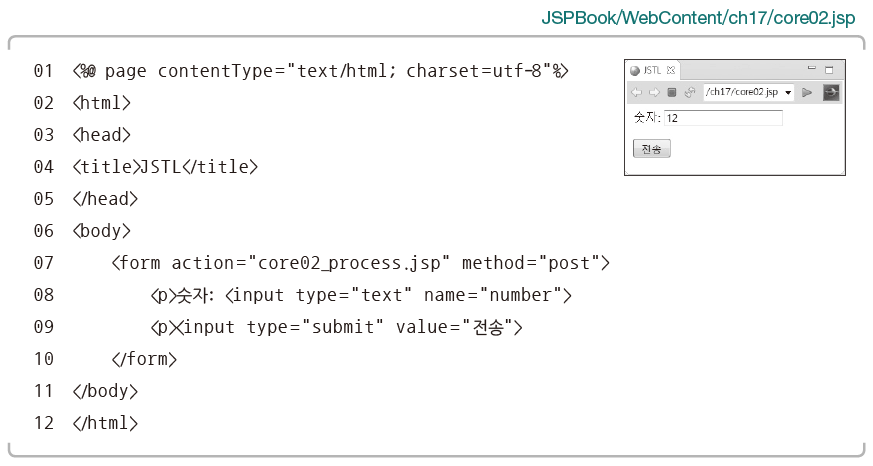 JSPBook/WebContent/ch17/core02.jsp
01 <%@ page contentType="text/html; charset=utf-8"%>
02 <html>
03 <head>
04 <title>JSTL</title>
05 </head>
06 <body>
07 <form action="core02_process.jsp" method="post">
08 <p>숫자: <input type="text" name="number">
09 <p><input type="submit" value="전송">
10 </form>
11 </body>
12 </html>
JSTL
/ch17/core02.jsp
숫자: 12
전송